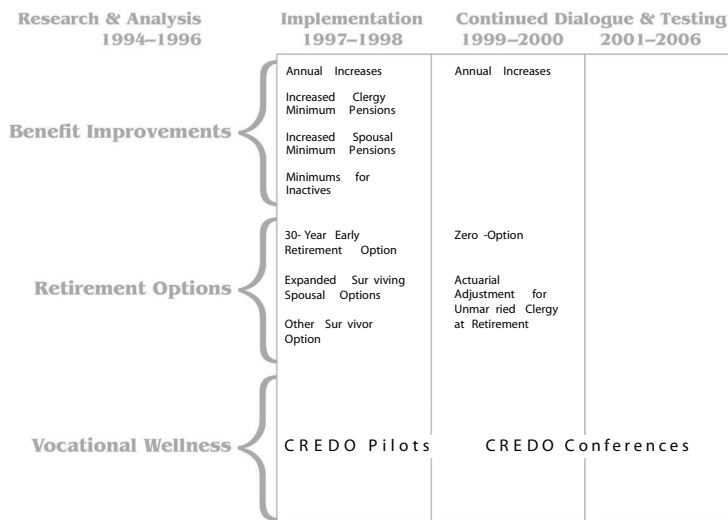 Research & Analysis
1994–1996
Implementation
1997–1998
Continued Dialogue & Testing
1999–2000 2001–2006
Benefit Improvements
Annual Increases
Increased Clergy
Minimum Pensions
Increased Spousal
Minimum Pensions
Minimums for
Inactives
Annual Increases
Retirement Options
30- Year Early
Retirement Option
Expanded Sur viving
Spousal Options
Other Sur vivor
Option
Zero -Option
Actuarial
Adjustment for
Unmar ried Clergy
at Retirement
Vocational Wellness
CREDO Pilots
CREDO Conferences